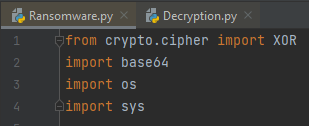 Ransomware.py × Decryption.py ×
1 from crypto.cipher import XOR
2 import base64
3 import os
4 import sys